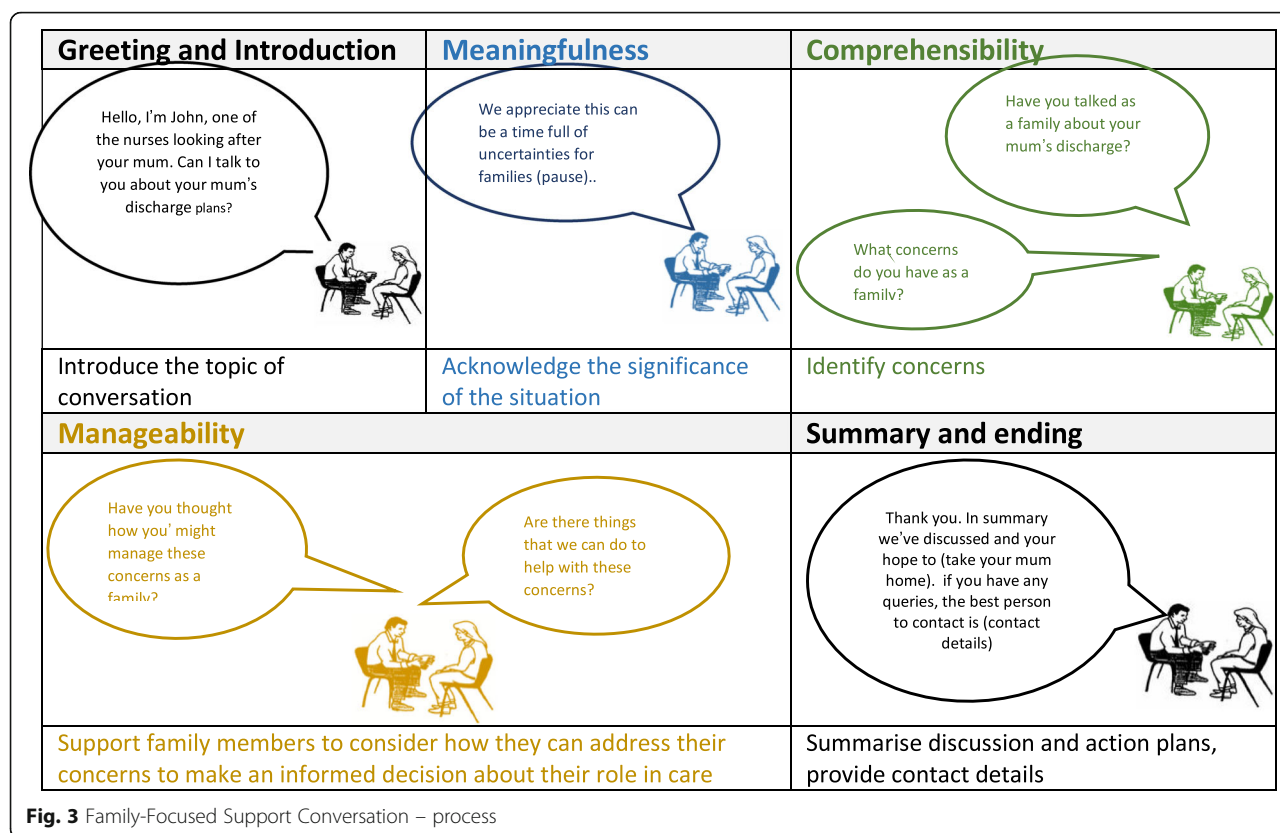 Greeting and Introduction
Hello, I'm John, one of
the nurses looking after
your mum. Can I talk to
you about your mum's
discharge plans?
Introduce the topic of
conversation
Meaningfulness
We appreciate this can
be a time full of
uncertainties for
families (pause)..
Acknowledge the significance
of the situation
Comprehensibility
Have you talked as
a family about your
mum's discharge?
What concerns
do you have as a
family?
Identify concerns
Manageability
Have you thought
how you' might
manage these
concerns as a
family?
Are there things
that we can do to
help with these
concerns?
Support family members to consider how they can address their
concerns to make an informed decision about their role in care
Summary and ending
Thank you. In summary
we've discussed and your
hope to (take your mum
home). if you have any
queries, the best person
to contact is (contact
details)
Summarise discussion and action plans,
provide contact details
Fig. 3 Family-Focused Support Conversation – process